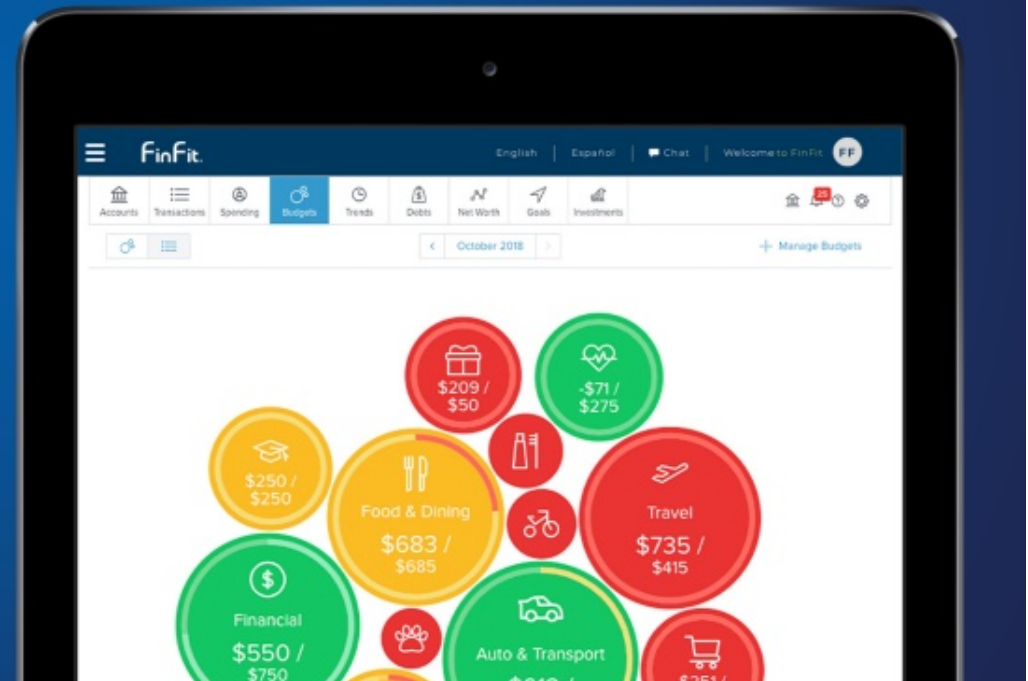 FinFit.
English
Español
Chat
Welcome to FinFit
FF
Accounts
Transactions
Spending
Budgets
Trends
Debts
Net Worth
Goals
Investments
25
October 2018
Manage Budgets
$209 /
$50
-$71 /
$275
$250 /
$250
Food & Dining
$683 /
$685
Travel
$735 /
$415
Financial
$550 /
$750
Auto & Transport
$251 /